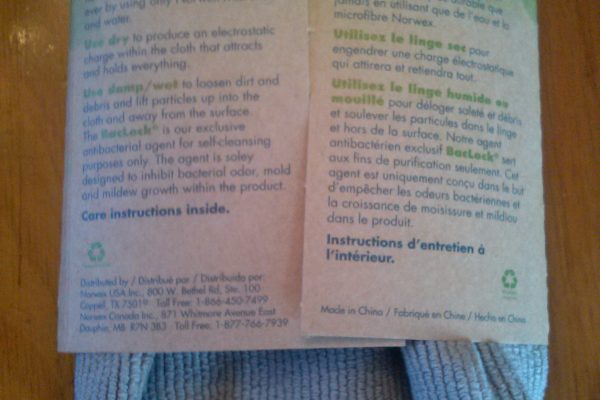 and water.
Use dry to produce an electrostatic
charge within the cloth that attracts
and holds everything.
Use damp/wet to loosen dirt and
debris and lift particles up into the
cloth and away from the surface.
The BacLock® is our exclusive
antibacterial agent for self-cleansing
purposes only. The agent is soley
designed to inhibit bacterial odor, mold
and mildew growth within the product.
Care instructions inside.
Distributed by / Distribué par / Distribuido por:
Norwex USA Inc., 800 W. Bethel Rd, Ste. 100
Coppel, TX 75019 Toll Free: 1-866-450-7499
Norwex Canada Inc., 871 Whitmore Avenue East
Dauphin, MB R7N 3B3 Toll Free: 1-877-766-7939
jamais en utilisant que de l'eau et la
microfibre Norwex.
Utilisez le linge sec pour
engendrer une charge électrostatique
qui attirera et retiendra tout.
Utilisez le linge humide ou
mouillé pour déloger saleté et débris
et soulever les particules dans le linge
et hors de la surface. Notre agent
antibactérien exclusif BacLock® sert
aux fins de purification seulement. Cet
agent est uniquement conçu dans le but
d'empêcher les odeurs bactériennes et
la croissance de moisissure et mildiou
dans le produit.
Instructions d'entretien à
l'intérieur.
Made in China / Fabriqué en Chine / Hecho en China